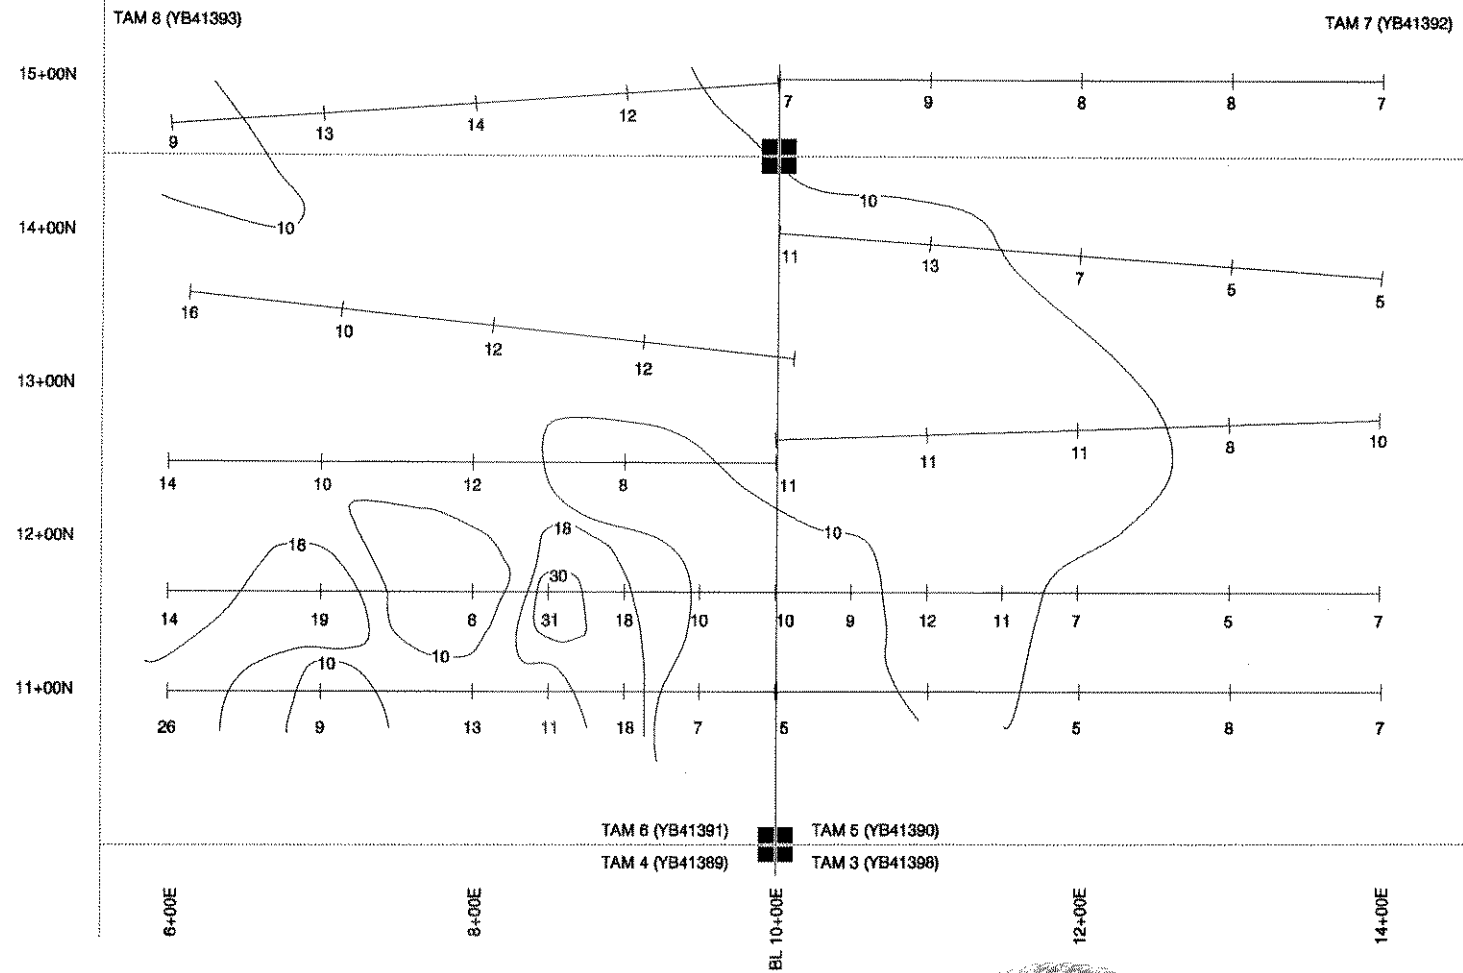 TAM 8 (YB41393)
TAM 7 (YB41392)
15+00N
9 13 14 12 7 9 8 8 7
10
14+00N
10
11 13 7 5 5
16 10 12 12
13+00N
11 11 8 10
14 10 12 8 11
12+00N
18 18 10
30
14 19 8 31 18 10 10 9 12 11 7 5 7
10 10
11+00N
26 9 13 11 18 7 5 5 8 7
TAM 6 (YB41391) TAM 5 (YB41390)
TAM 4 (YB41389) TAM 3 (YB41398)
6+00E
8+00E
BL 10+00E
12+00E
14+00E